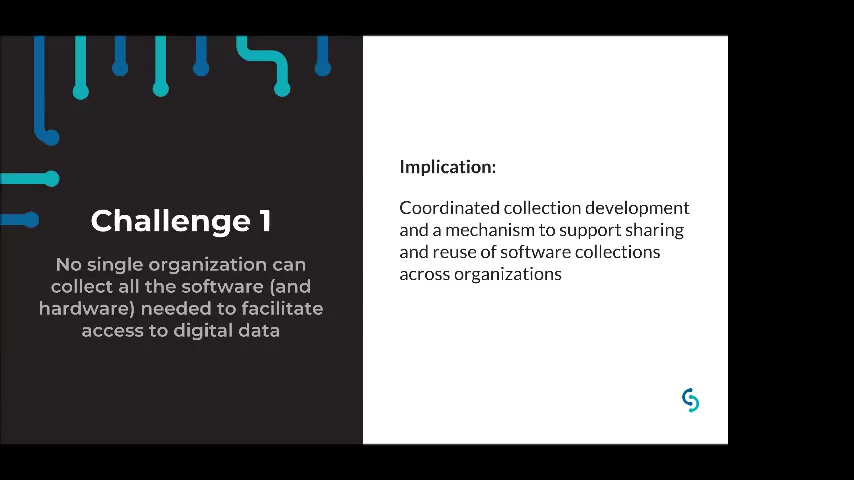 Challenge 1
No single organization can
collect all the software (and
hardware) needed to facilitate
access to digital data
Implication:
Coordinated collection development
and a mechanism to support sharing
and reuse of software collections
across organizations